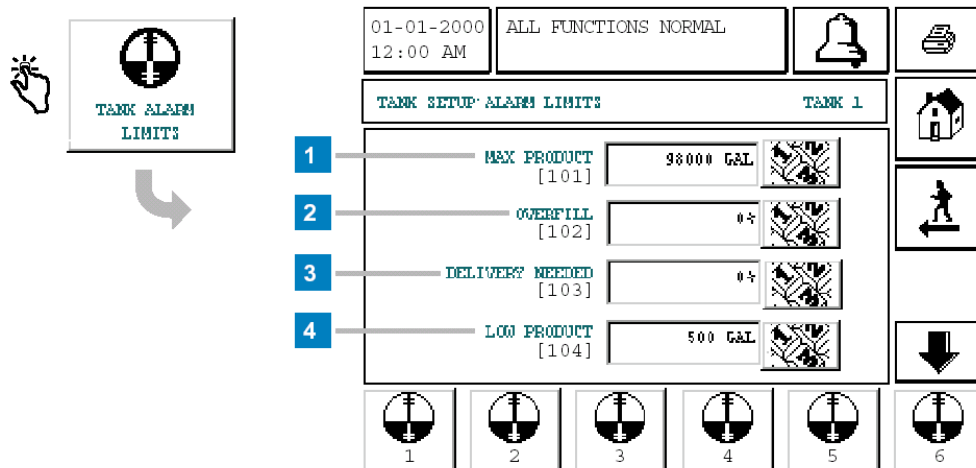 TANK ALARM
LIMITS
01-01-2000
12:00 AM
ALL FUNCTIONS NORMAL
TANK SETUP: ALARM LIMITS
TANK 1
1
MAX PRODUCT
[101]
98000 GAL
2
OVERFILL
[102]
0%
3
DELIVERY NEEDED
[103]
0%
4
LOW PRODUCT
[104]
500 GAL
1
2
3
4
5
6